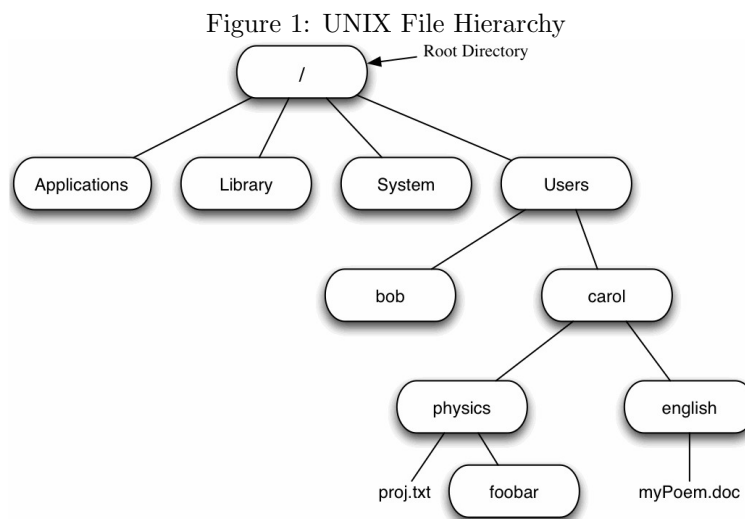 Figure 1: UNIX File Hierarchy
Root Directory
/
Applications
Library
System
Users
bob
carol
physics
english
proj.txt
foobar
myPoem.doc